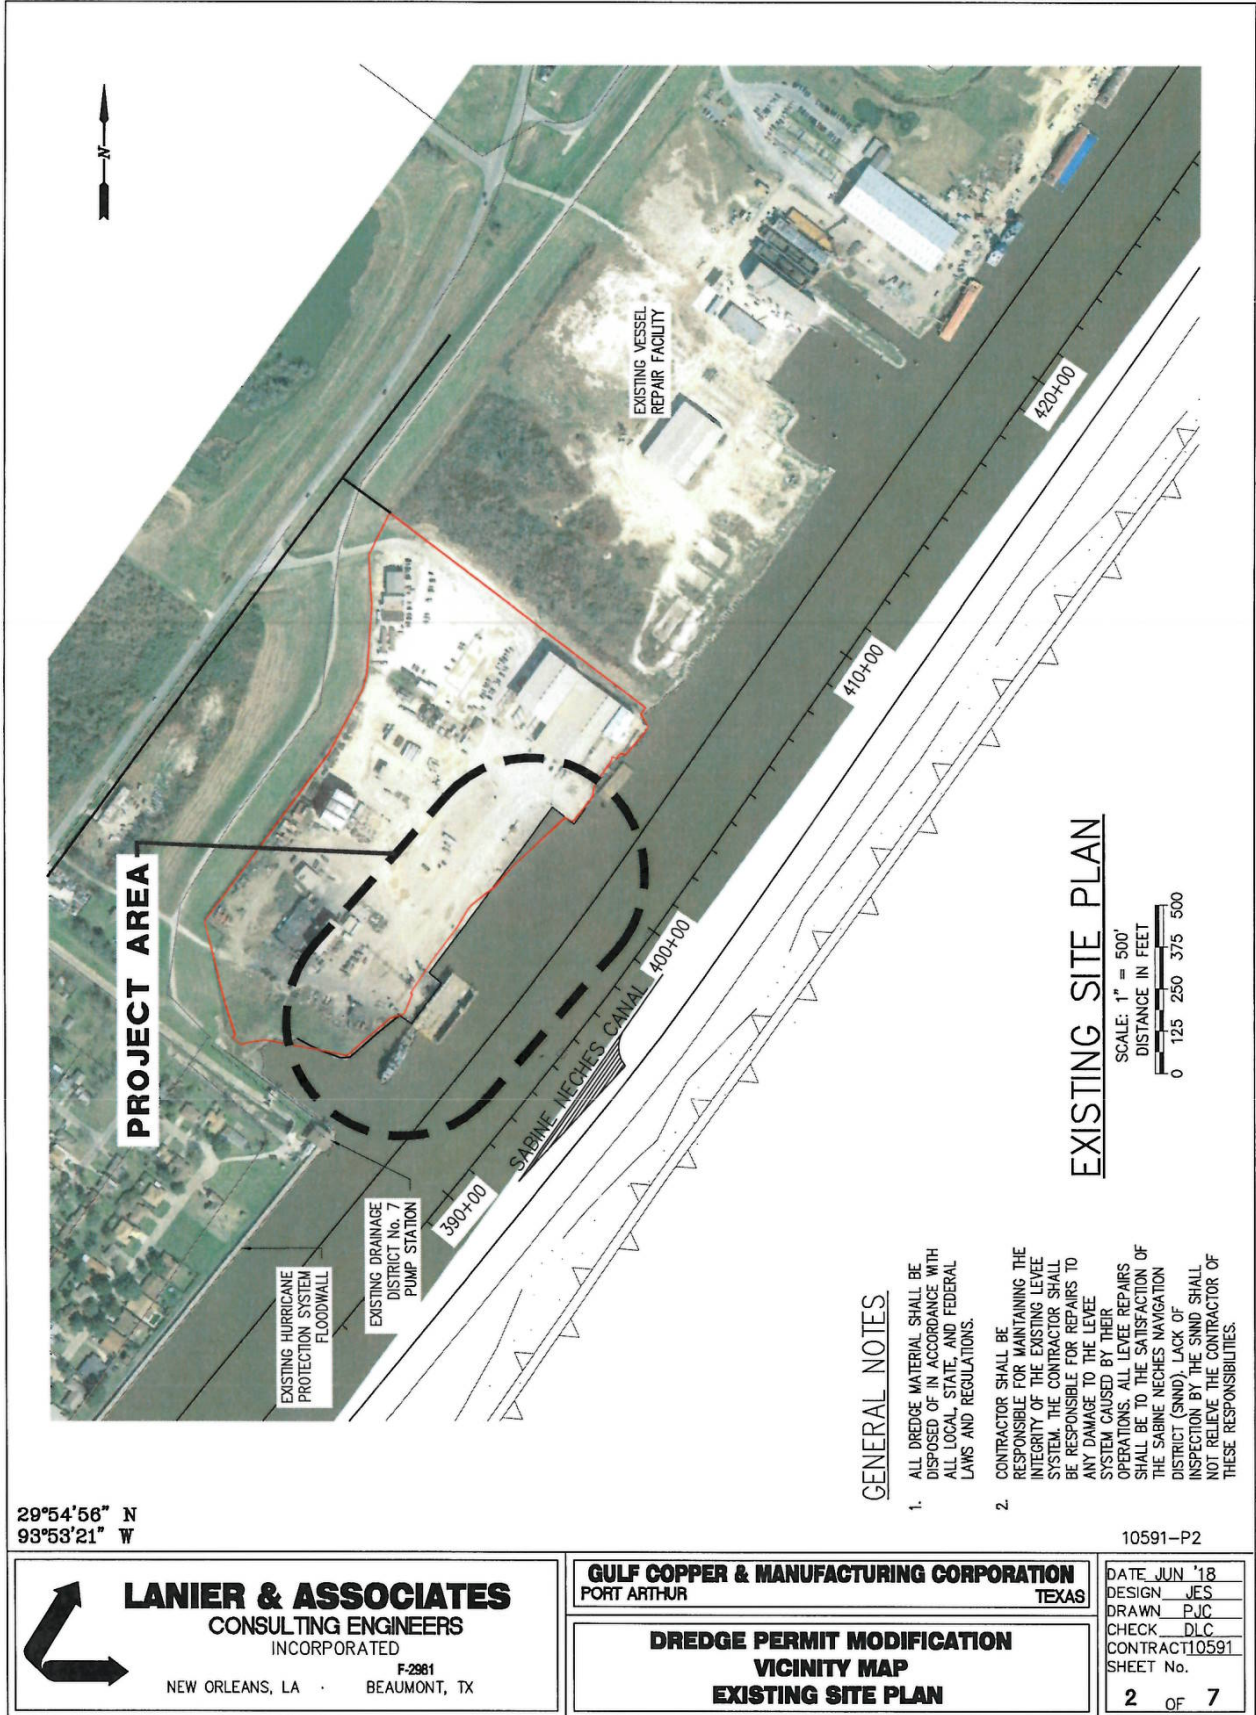 N
PROJECT AREA
EXISTING VESSEL
REPAIR FACILITY
EXISTING HURRICANE
PROTECTION SYSTEM
FLOODWALL
EXISTING DRAINAGE
DISTRICT No. 7
PUMP STATION
390+00
SABINE NECHES CANAL
400+00
410+00
420+00
EXISTING SITE PLAN
SCALE: 1" = 500'
DISTANCE IN FEET
0 125 250 375 500
GENERAL NOTES
1. ALL DREDGE MATERIAL SHALL BE
DISPOSED OF IN ACCORDANCE WITH
ALL LOCAL, STATE, AND FEDERAL
LAWS AND REGULATIONS.
2. CONTRACTOR SHALL BE
RESPONSIBLE FOR MAINTAINING THE
INTEGRITY OF THE EXISTING LEVEE
SYSTEM. THE CONTRACTOR SHALL
BE RESPONSIBLE FOR REPAIRS TO
ANY DAMAGE TO THE LEVEE
SYSTEM CAUSED BY THEIR
OPERATIONS. ALL LEVEE REPAIRS
SHALL BE TO THE SATISFACTION OF
THE SABINE NECHES NAVIGATION
DISTRICT (SNND). LACK OF
INSPECTION BY THE SNND SHALL
NOT RELIEVE THE CONTRACTOR OF
THESE RESPONSIBILITIES.
29°54'56" N
93°53'21" W
10591-P2
LANIER & ASSOCIATES
CONSULTING ENGINEERS
INCORPORATED
F-2981
NEW ORLEANS, LA · BEAUMONT, TX
GULF COPPER & MANUFACTURING CORPORATION
PORT ARTHUR TEXAS
DREDGE PERMIT MODIFICATION
VICINITY MAP
EXISTING SITE PLAN
DATE JUN '18
DESIGN JES
DRAWN PJC
CHECK DLC
CONTRACT 10591
SHEET No.
2 OF 7